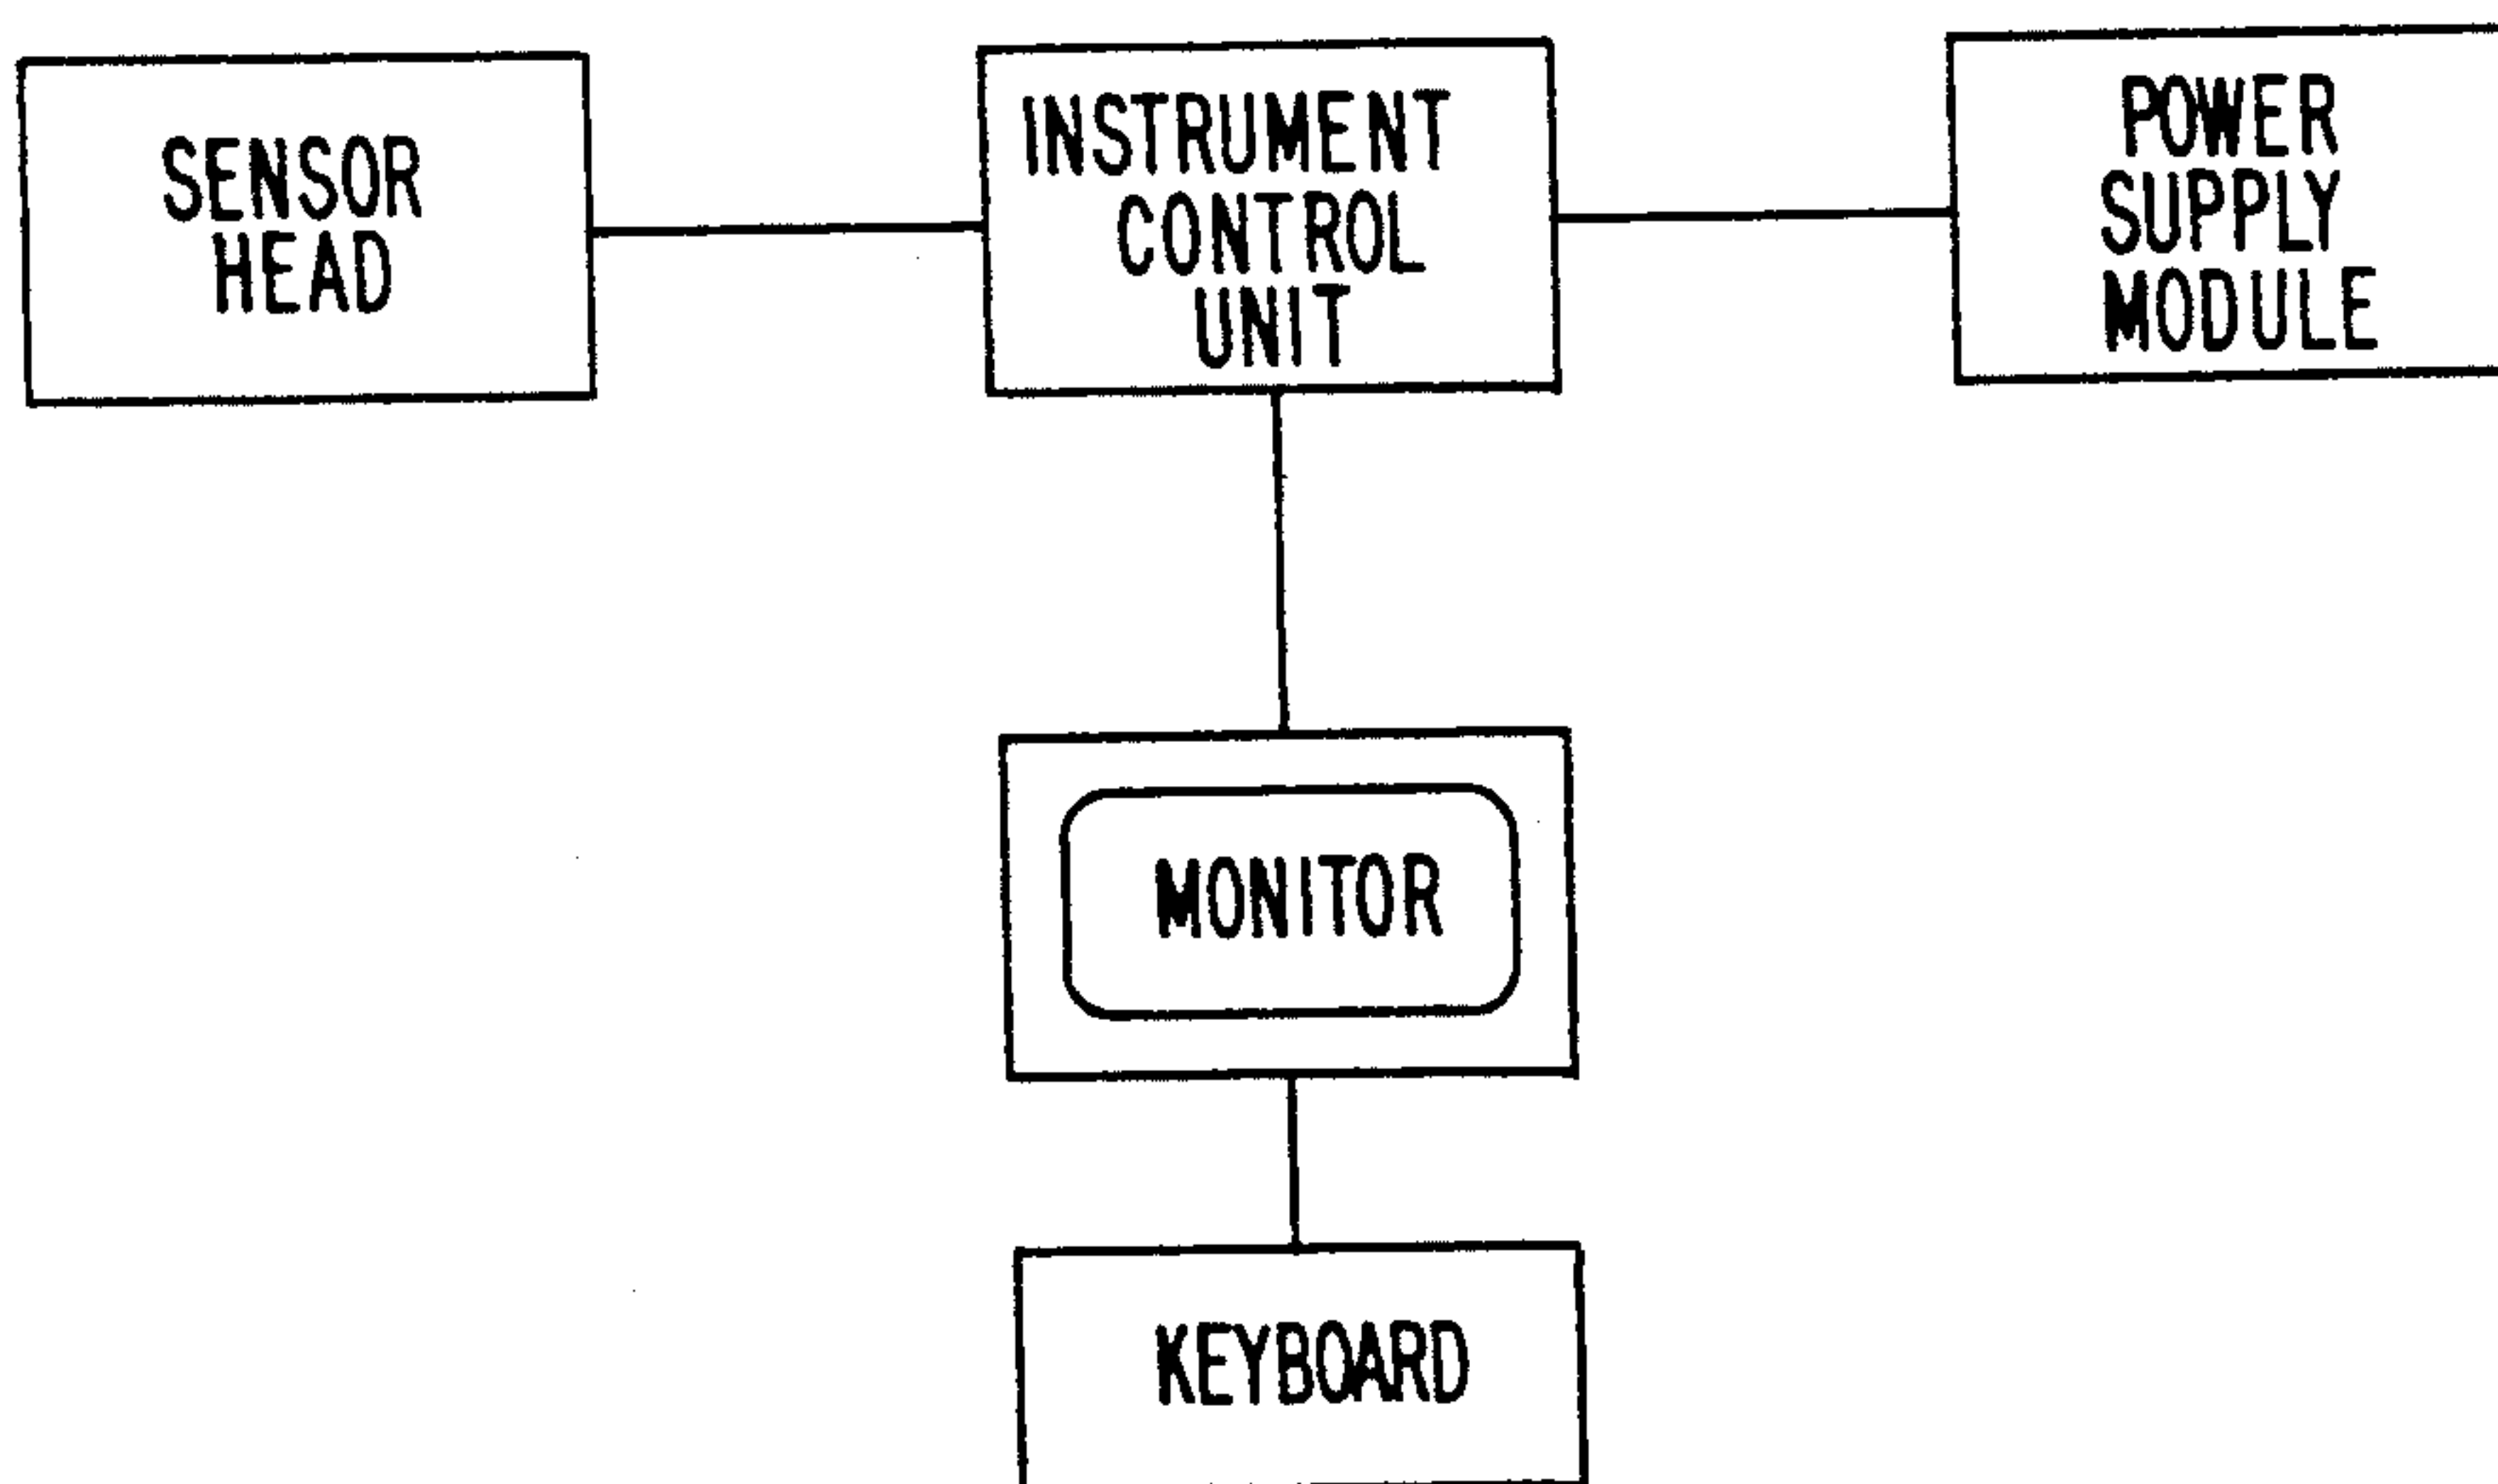 SENSOR
HEAD
INSTRUMENT
CONTROL
UNIT
POWER
SUPPLY
MODULE
MONITOR
KEYBOARD